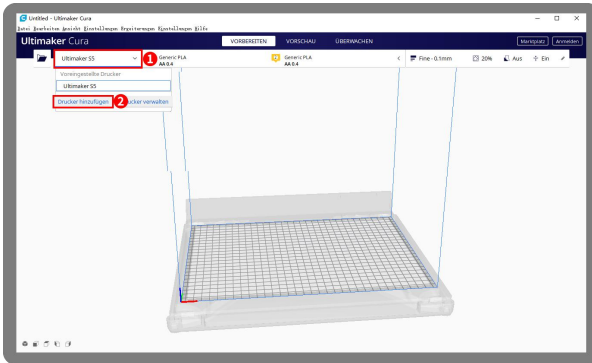 Untitled - Ultimaker Cura
Datei Bearbeiten Ansicht Einstellungen Erweiterungen Einstellungen Hilfe
Ultimaker Cura
VORBEREITEN VORSCHAU ÜBERWACHEN
Marktplatz Anmelden
Ultimaker S5
1
Generic PLA
AA 0.4
Generic PLA
AA 0.4
Fine - 0.1mm
20%
Aus
Ein
Voreingestellte Drucker
Ultimaker S5
Drucker hinzufügen
2
ucker verwalten